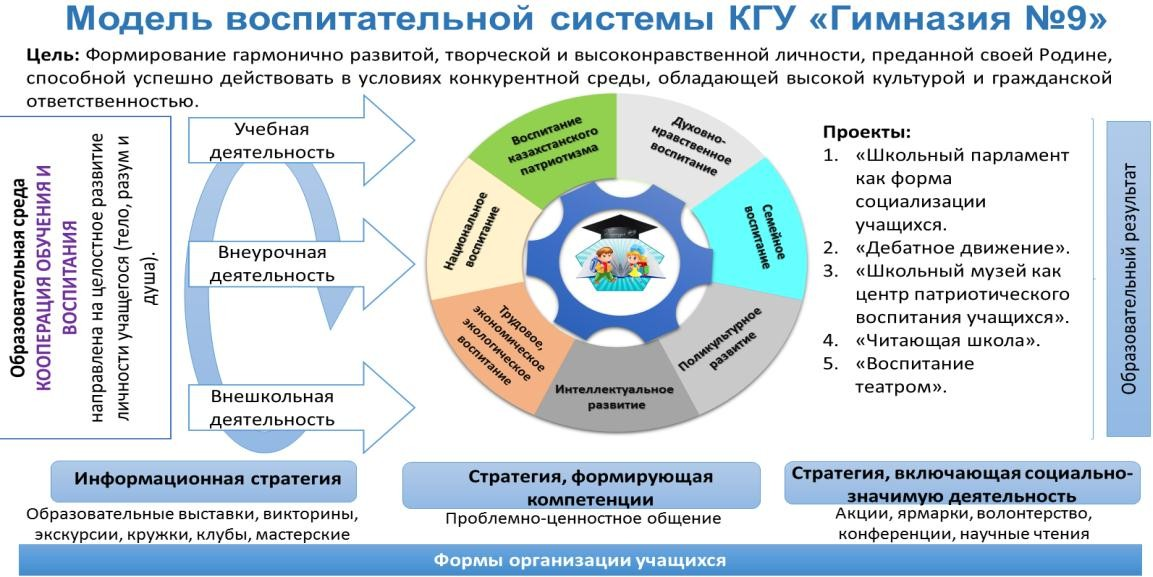 Модель воспитательной системы КГУ «Гимназия №9»
Цель: Формирование гармонично развитой, творческой и высоконравственной личности, преданной своей Родине,
способной успешно действовать в условиях конкурентной среды, обладающей высокой культурой и гражданской
ответственностью.
Образовательная среда
КООПЕРАЦИЯ ОБУЧЕНИЯ И
ВОСПИТАНИЯ
направлена на целостное развитие
личности учащегося (тело, разум и
душа).
Учебная
деятельность
Внеурочная
деятельность
Внешкольная
деятельность
Воспитание
казахстанского
патриотизма
Духовно-
нравственное
воспитание
Семейное
воспитание
Поликультурное
развитие
Интеллектуальное
развитие
Трудовое,
экономическое
экологическое
воспитание
Национальное
воспитание
Проекты:
1. «Школьный парламент
как форма
социализации
учащихся.
2. «Дебатное движение».
3. «Школьный музей как
центр патриотического
воспитания учащихся».
4. «Читающая школа».
5. «Воспитание
театром».
Образовательный результат
Информационная стратегия
Образовательные выставки, викторины,
экскурсии, кружки, клубы, мастерские
Стратегия, формирующая
компетенции
Проблемно-ценностное общение
Стратегия, включающая социально-
значимую деятельность
Акции, ярмарки, волонтерство,
конференции, научные чтения
Формы организации учащихся